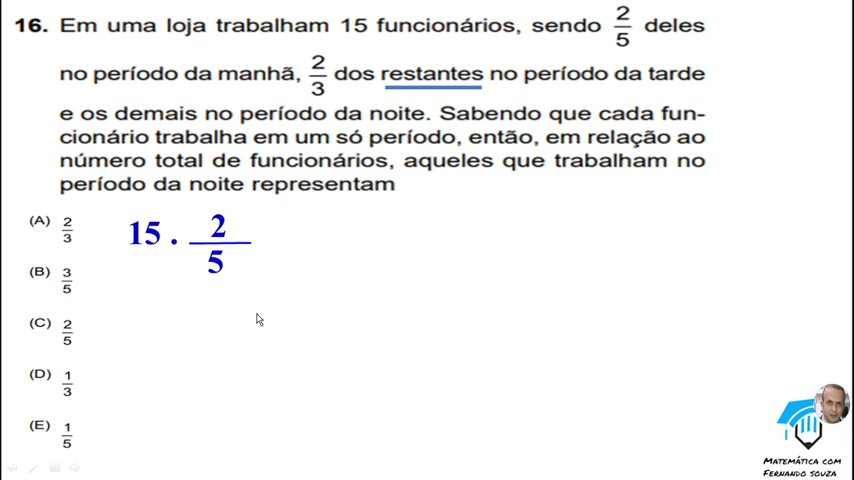 16. Em uma loja trabalham 15 funcionários, sendo 2/5 deles
no período da manhã, 2/3 dos restantes no período da tarde
e os demais no período da noite. Sabendo que cada fun-
cionário trabalha em um só período, então, em relação ao
número total de funcionários, aqueles que trabalham no
período da noite representam
(A) 2/3
15 . 2/5
(B) 3/5
(C) 2/5
(D) 1/3
(E) 1/5
Matemática com
Fernando Souza